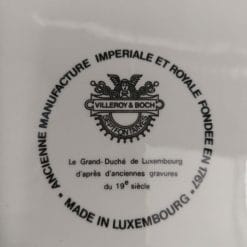 ANCIENNE MANUFACTURE IMPERIALE ET ROYALE FONDEE EN 1767
VILLEROY & BOCH
SEPTFONTAINES
Le Grand-Duché de Luxembourg
d'après d'anciennes gravures
du 19e siècle
* MADE IN LUXEMBOURG *